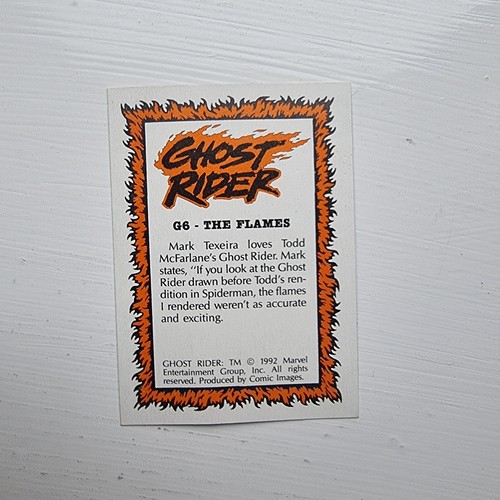 GHOST
RIDER
G6 - THE FLAMES
Mark Texeira loves Todd
McFarlane's Ghost Rider. Mark
states, "If you look at the Ghost
Rider drawn before Todd's ren-
dition in Spiderman, the flames
I rendered weren't as accurate
and exciting.
GHOST RIDER: TM © 1992 Marvel
Entertainment Group, Inc. All rights
reserved. Produced by Comic Images.